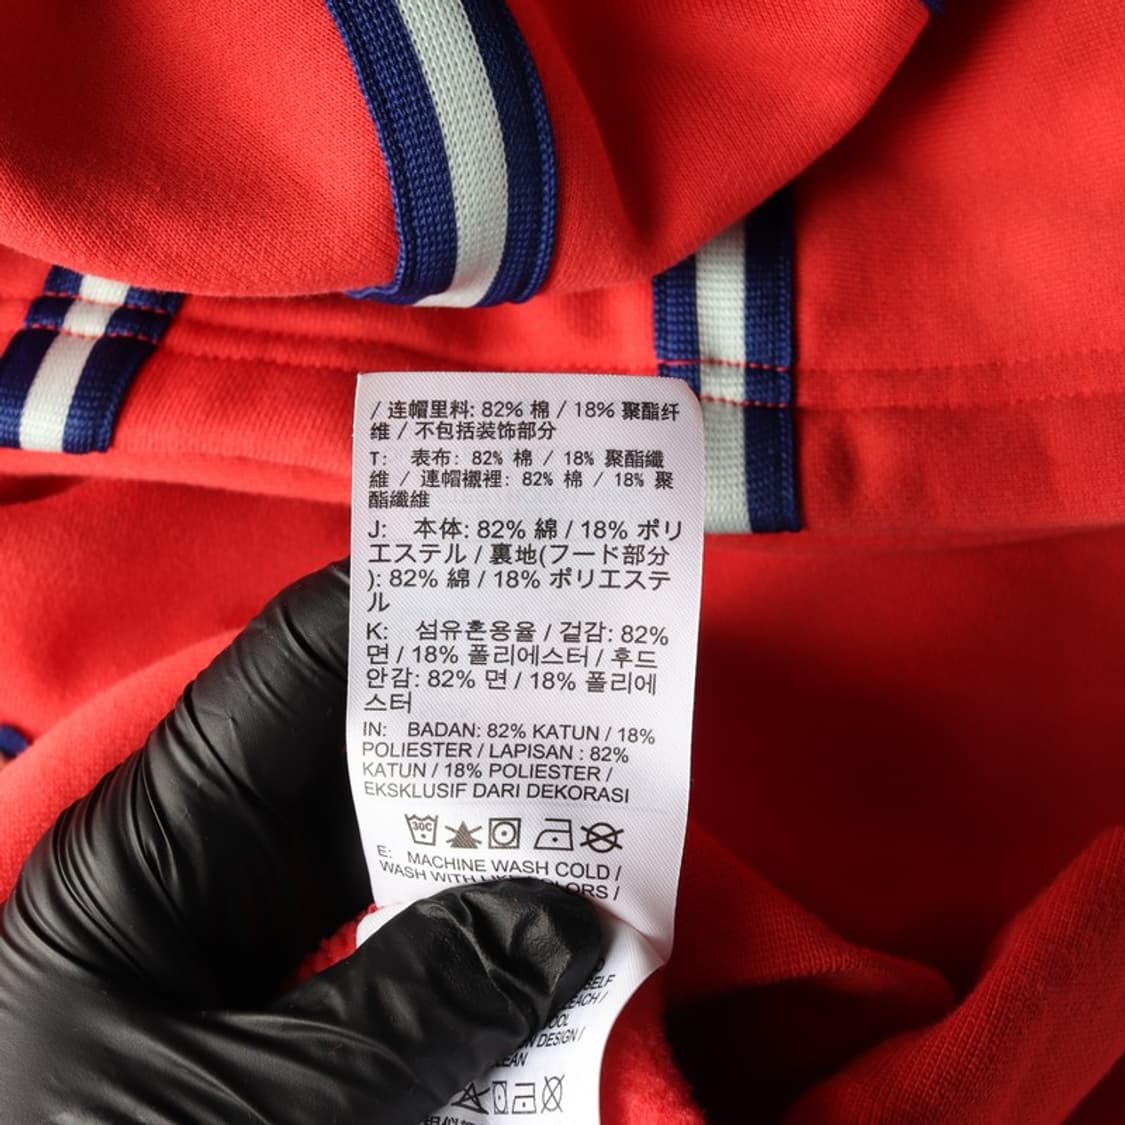 / 连帽里料: 82% 棉 / 18% 聚酯纤
维 / 不包括装饰部分
T: 表布: 82% 棉 / 18% 聚酯纖
維 / 連帽襯裡: 82% 棉 / 18% 聚
酯纖維
J: 本体: 82% 綿 / 18% ポリ
エステル / 裏地(フード部分
): 82% 綿 / 18% ポリエステ
ル
K: 섬유혼용율 / 겉감: 82%
면 / 18% 폴리에스터 / 후드
안감: 82% 면 / 18% 폴리에
스터
IN: BADAN: 82% KATUN / 18%
POLIESTER / LAPISAN : 82%
KATUN / 18% POLIESTER /
EKSKLUSIF DARI DEKORASI
30C
E: MACHINE WASH COLD /
WASH WITH
DESIGN /